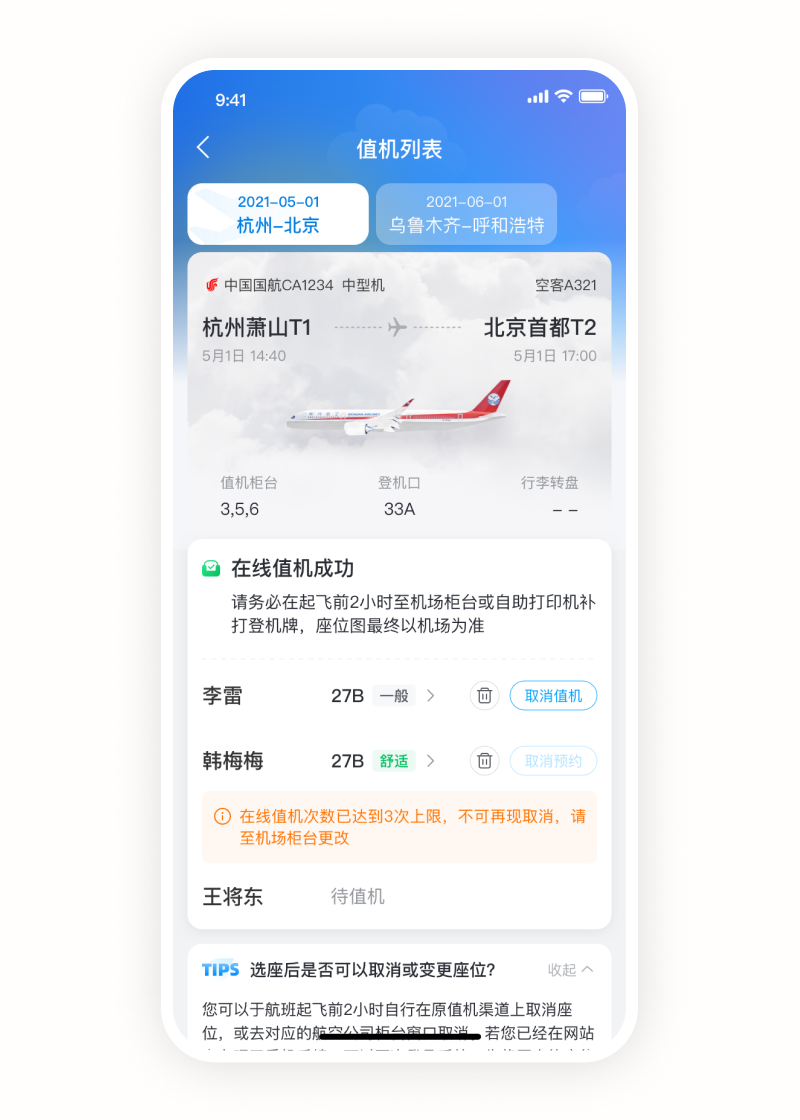 9:41
值机列表
2021-05-01
杭州-北京
2021-06-01
乌鲁木齐-呼和浩特
中国国航CA1234 中型机
空客A321
杭州萧山T1
北京首都T2
5月1日 14:40
5月1日 17:00
值机柜台
登机口
行李转盘
3,5,6
33A
– –
在线值机成功
请务必在起飞前2小时至机场柜台或自助打印机补
打登机牌，座位图最终以机场为准
李雷
27B
一般
取消值机
韩梅梅
27B
舒适
取消预约
在线值机次数已达到3次上限，不可再现取消，请
至机场柜台更改
王将东
待值机
TIPS
选座后是否可以取消或变更座位?
收起
您可以于航班起飞前2小时自行在原值机渠道上取消座
位，或去对应的航空公司柜台窗口取消。若您已经在网站